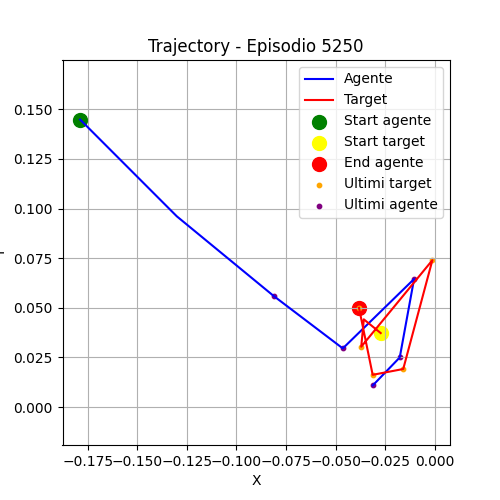 Trajectory - Episodio 5250
Agente
Target
Start agente
Start target
End agente
Ultimi target
Ultimi agente
0.150
0.125
0.100
0.075
0.050
0.025
0.000
−0.175 −0.150 −0.125 −0.100 −0.075 −0.050 −0.025 0.000
X